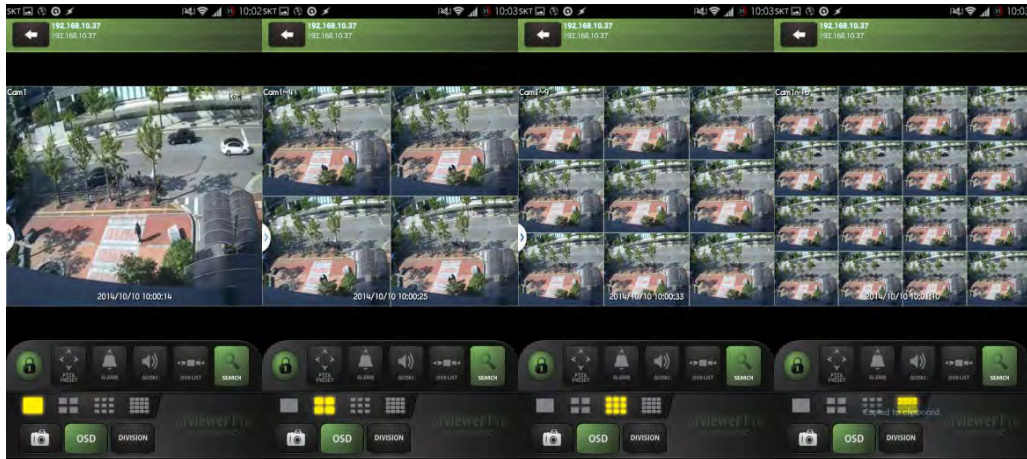 SKT 10:02
192.168.10.37
192.168.10.37
Cam1
2014/10/10 10:00:14
PTZ&
PRESET
ALARM
AUDIO
DVR LIST
SEARCH
OSD
DIVISION
SKT 10:03
192.168.10.37
192.168.10.37
Cam1~4
2014/10/10 10:00:25
PTZ&
PRESET
ALARM
AUDIO
DVR LIST
SEARCH
OSD
DIVISION
SKT 10:03
192.168.10.37
192.168.10.37
Cam1~9
2014/10/10 10:00:33
PTZ&
PRESET
ALARM
AUDIO
DVR LIST
SEARCH
OSD
DIVISION
SKT
192.168.10.37
192.168.10.37
Cam1~16
PTZ&
PRESET
ALARM
AUDIO
DVR LIST
SEARCH
Copied to clipboard.
OSD
DIVISION